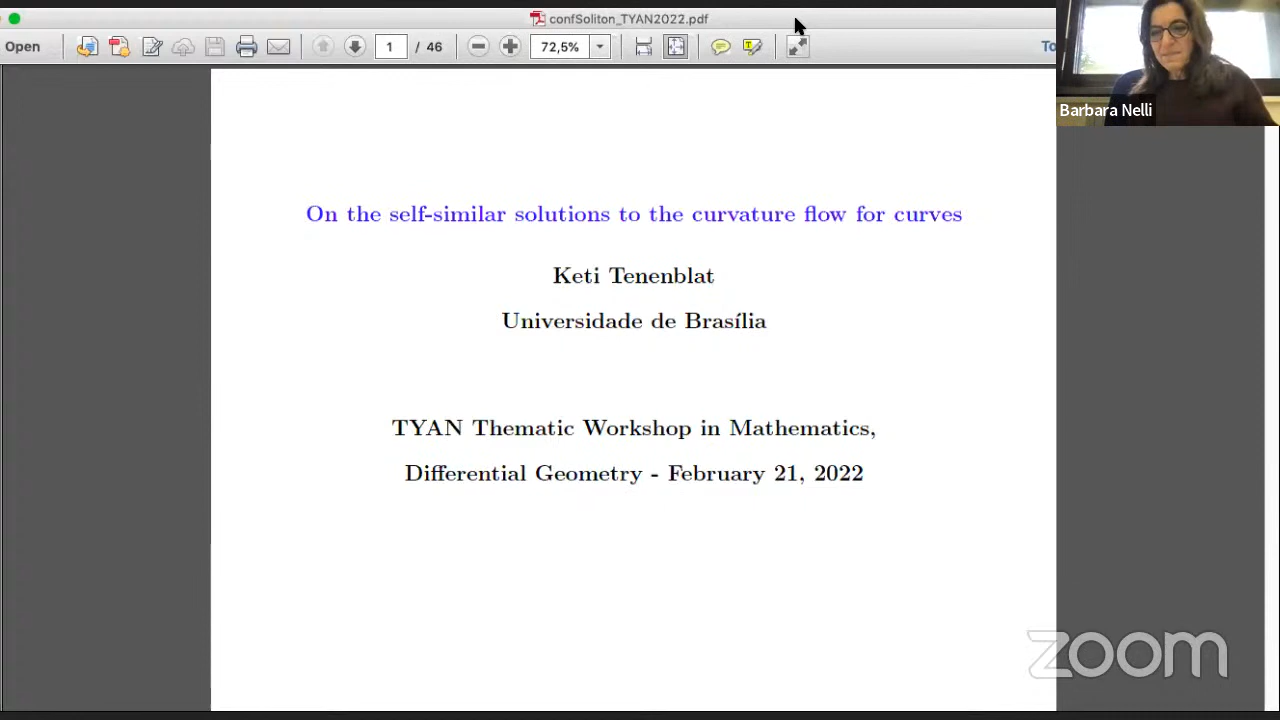 confSoliton_TYAN2022.pdf
Open
1 / 46
72,5%
To
Barbara Nelli
On the self-similar solutions to the curvature flow for curves
Keti Tenenblat
Universidade de Brasília
TYAN Thematic Workshop in Mathematics,
Differential Geometry - February 21, 2022
zoom